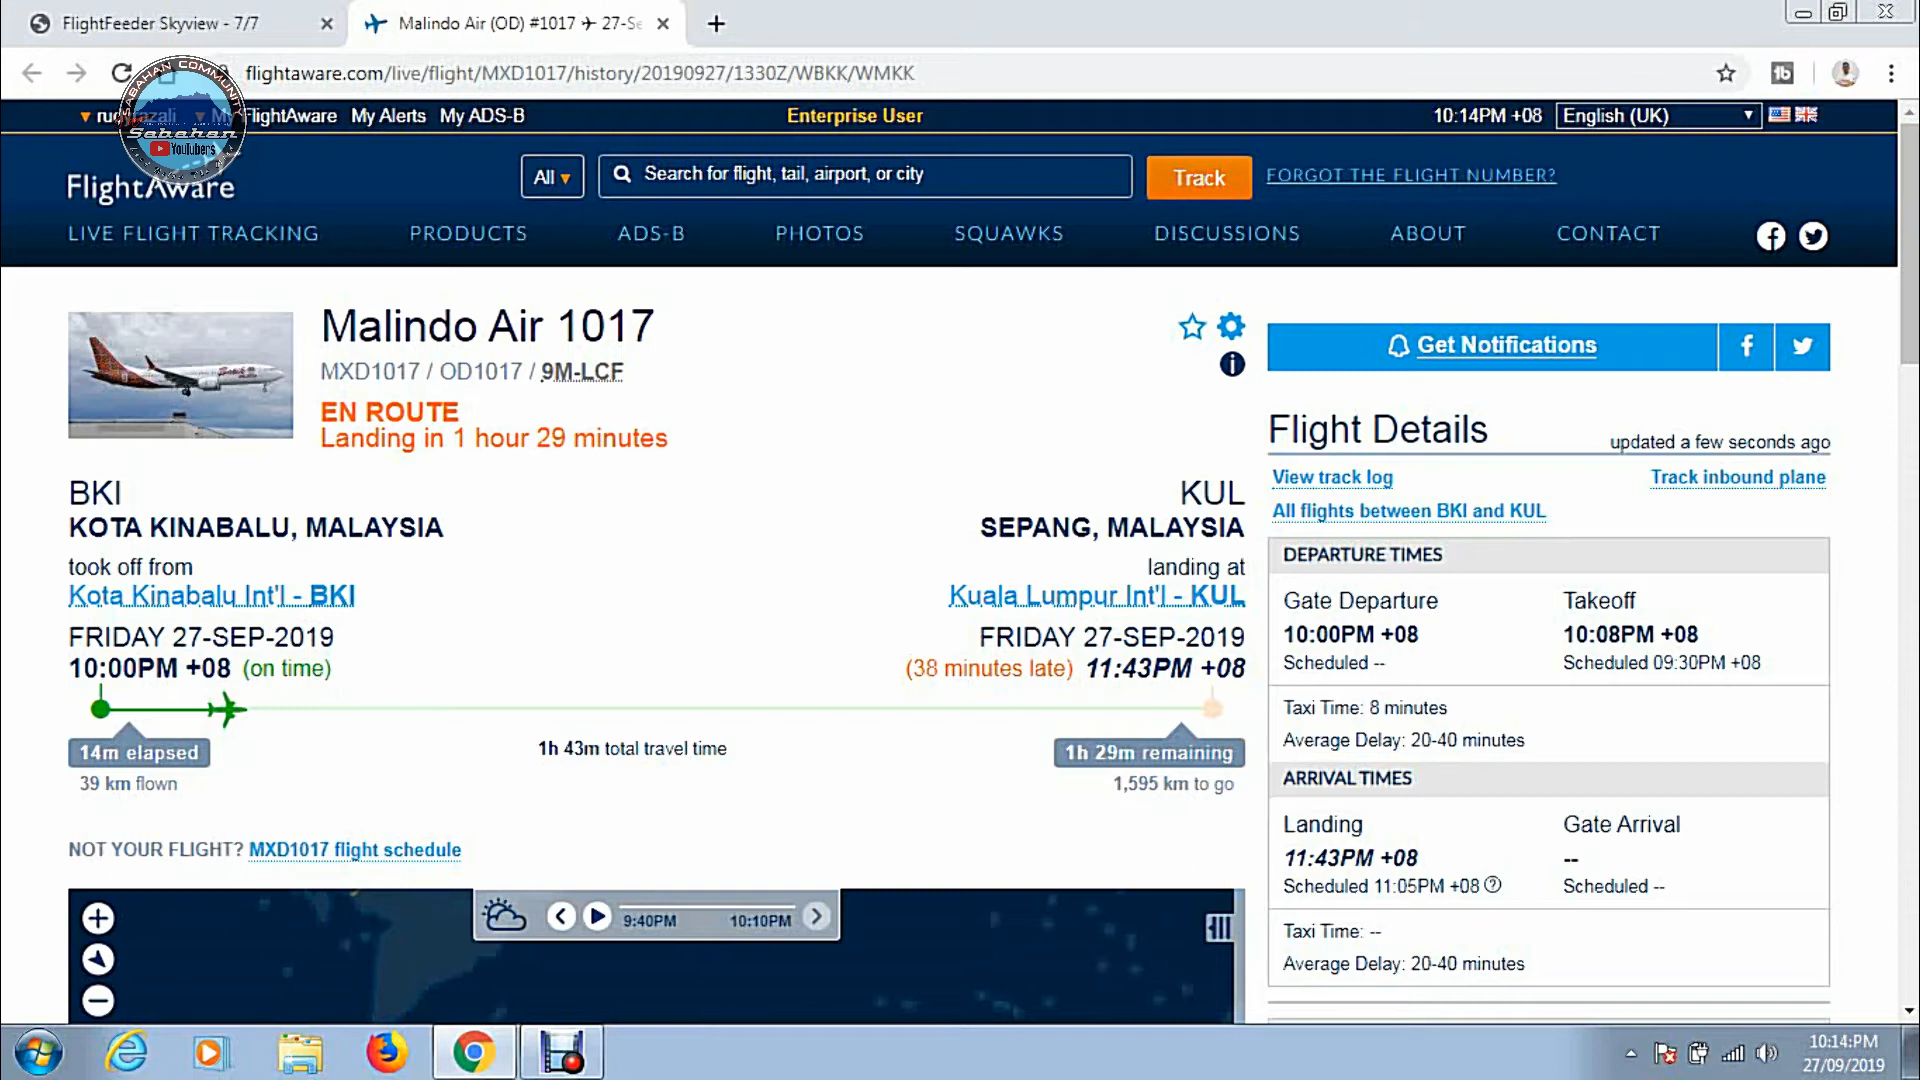 FlightFeeder Skyview - 7/7
Malindo Air (OD) #1017 ✈ 27-Se
flightaware.com/live/flight/MXD1017/history/20190927/1330Z/WBKK/WMKK
FlightAware
My Alerts
My ADS-B
Enterprise User
10:14PM +08
English (UK)
SABAHAN COMMUNITY
Sabahan
YouTubers
FlightAware
All
Search for flight, tail, airport, or city
Track
FORGOT THE FLIGHT NUMBER?
LIVE FLIGHT TRACKING
PRODUCTS
ADS-B
PHOTOS
SQUAWKS
DISCUSSIONS
ABOUT
CONTACT
Malindo Air 1017
MXD1017 / OD1017 / 9M-LCF
EN ROUTE
Landing in 1 hour 29 minutes
BKI
KOTA KINABALU, MALAYSIA
took off from
Kota Kinabalu Int'l - BKI
FRIDAY 27-SEP-2019
10:00PM +08 (on time)
KUL
SEPANG, MALAYSIA
landing at
Kuala Lumpur Int'l - KUL
FRIDAY 27-SEP-2019
(38 minutes late) 11:43PM +08
14m elapsed
39 km flown
1h 43m total travel time
1h 29m remaining
1,595 km to go
NOT YOUR FLIGHT? MXD1017 flight schedule
9:40PM
10:10PM
Get Notifications
Flight Details
updated a few seconds ago
View track log
Track inbound plane
All flights between BKI and KUL
DEPARTURE TIMES
Gate Departure
10:00PM +08
Scheduled --
Takeoff
10:08PM +08
Scheduled 09:30PM +08
Taxi Time: 8 minutes
Average Delay: 20-40 minutes
ARRIVAL TIMES
Landing
11:43PM +08
Scheduled 11:05PM +08
Gate Arrival
--
Scheduled --
Taxi Time: --
Average Delay: 20-40 minutes
10:14:PM
27/09/2019